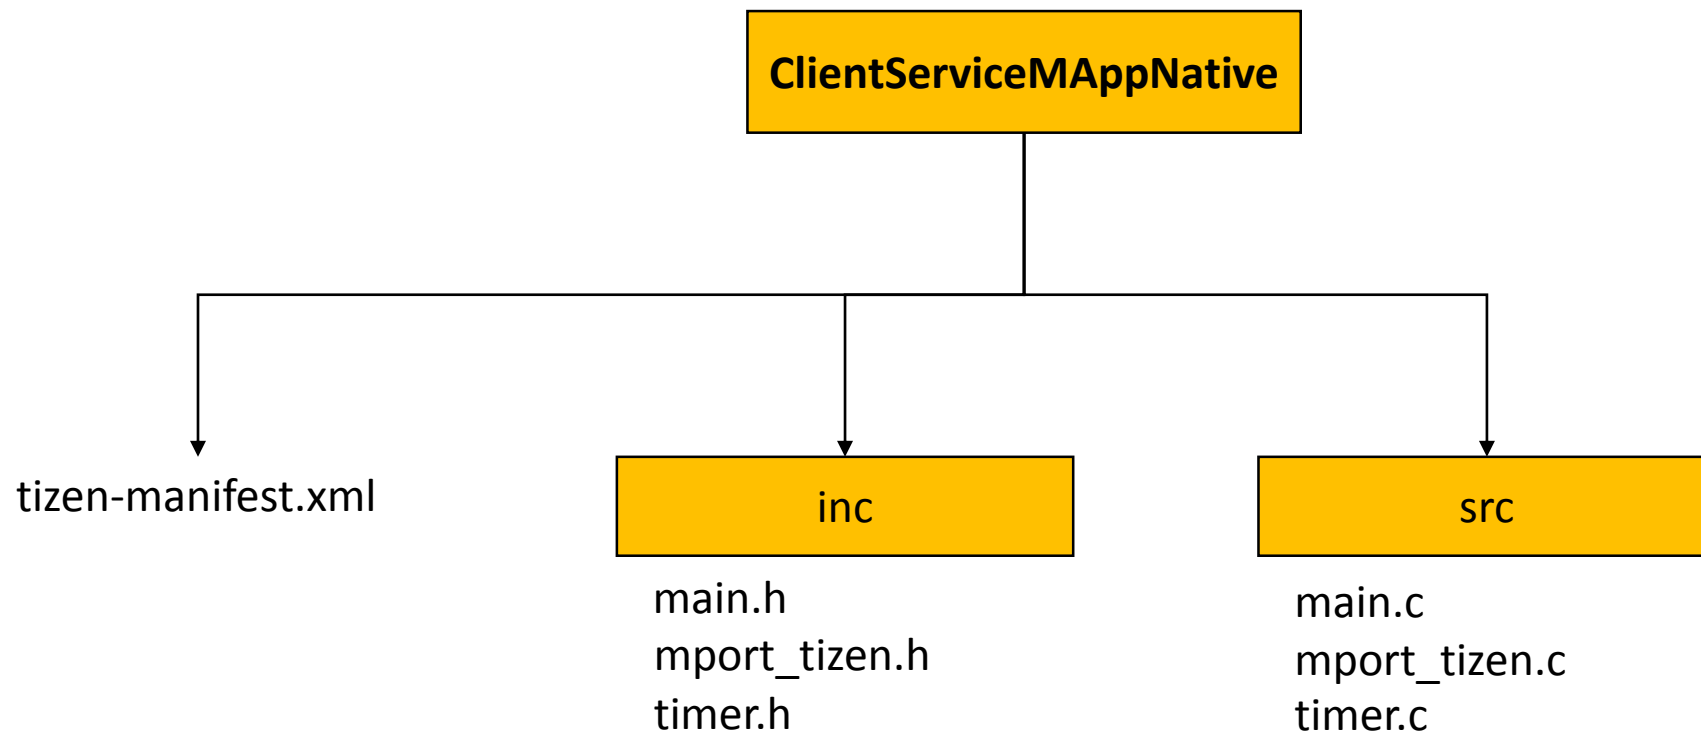 ClientServiceMAppNative
tizen-manifest.xml
inc
main.h
mport_tizen.h
timer.h
src
main.c
mport_tizen.c
timer.c